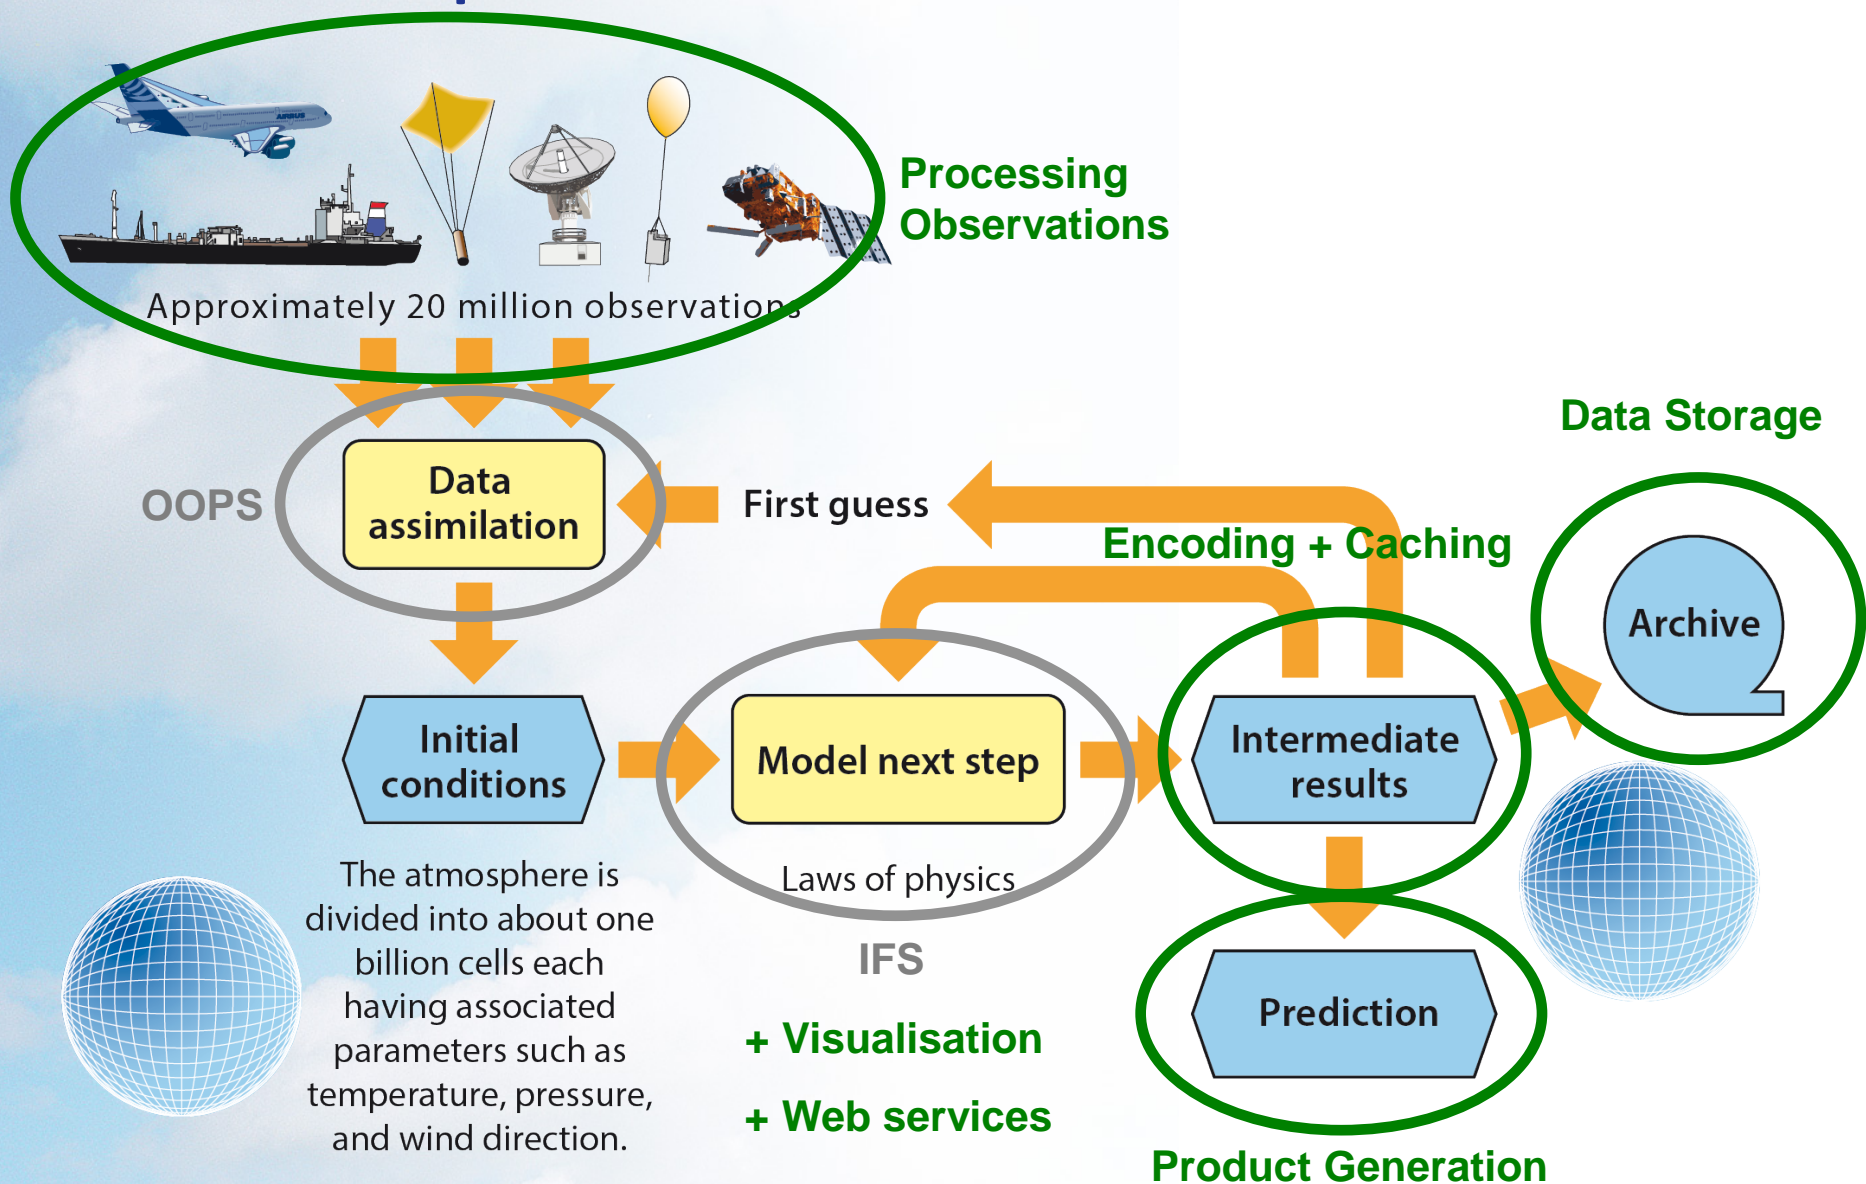 AIRBUS
Processing
Observations
Approximately 20 million observations
Data Storage
OOPS
Data
assimilation
First guess
Encoding + Caching
Archive
Initial
conditions
Model next step
Intermediate
results
Laws of physics
The atmosphere is
divided into about one
billion cells each
having associated
parameters such as
temperature, pressure,
and wind direction.
IFS
+ Visualisation
+ Web services
Prediction
Product Generation